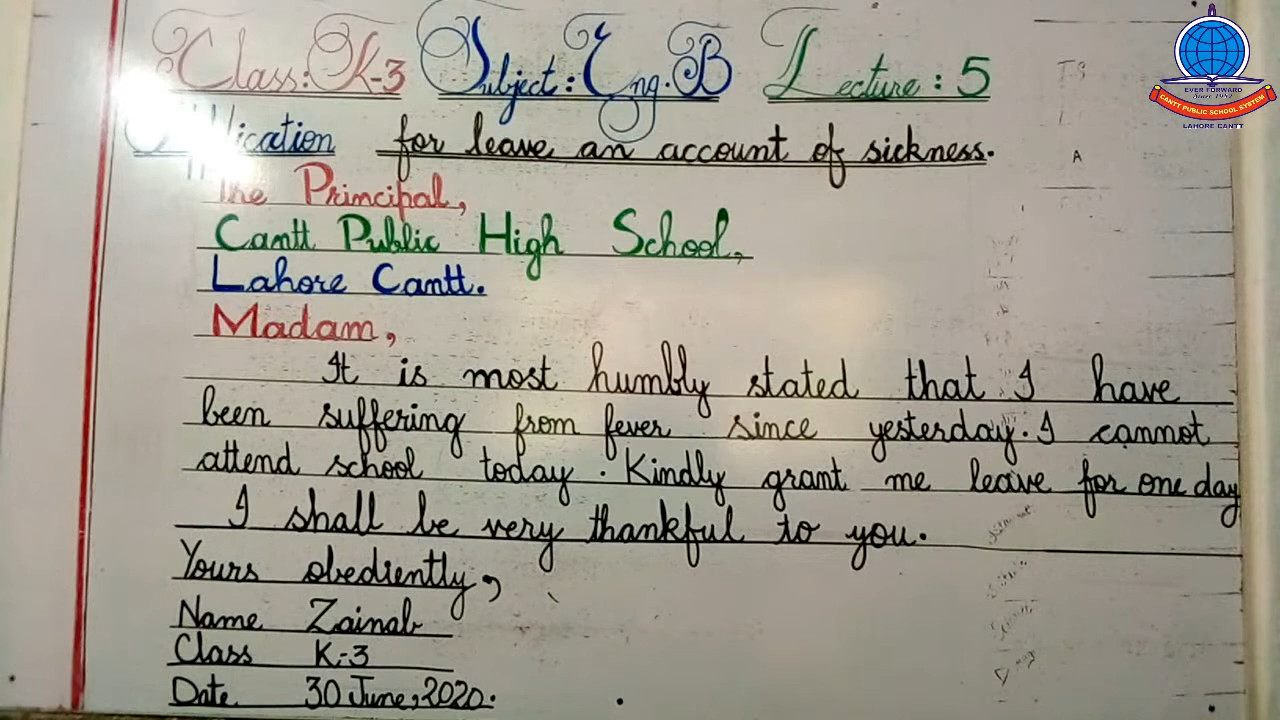 Class: K-3 Subject: Eng. B Lecture: 5
Application for leave an account of sickness.
The Principal,
Cantt Public High School,
Lahore Cantt.
Madam,
It is most humbly stated that I have
been suffering from fever since yesterday. I cannot
attend school today. Kindly grant me leave for one day
I shall be very thankful to you.
Yours obediently,
Name Zainab
Class K-3
Date 30 June, 2020.
EVER FORWARD
Since 1982
CANTT PUBLIC SCHOOL SYSTEM
LAHORE CANTT